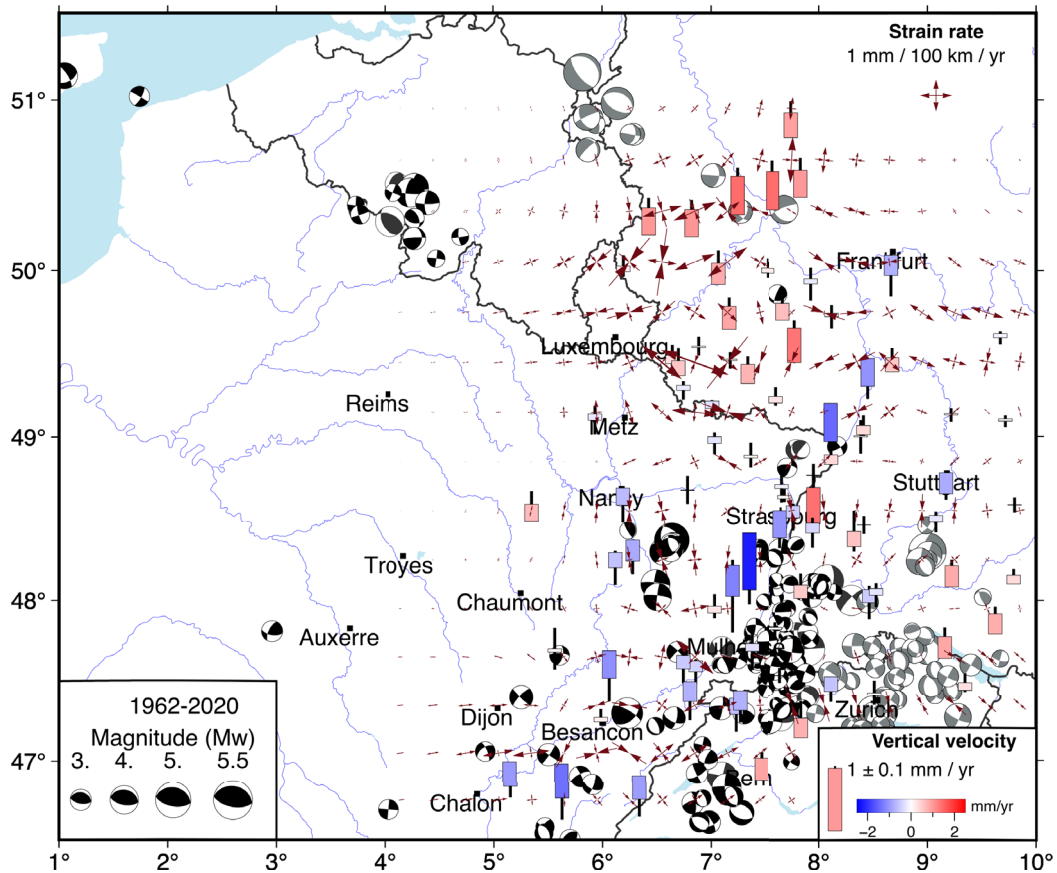 Strain rate
1 mm / 100 km / yr
51°
50°
Frankfurt
Luxembourg
Reims
49°
Metz
Stuttgart
Nancy
Strasbourg
Troyes
48°
Chaumont
Auxerre
Mulhouse
1962-2020
Magnitude (Mw)
3. 4. 5. 5.5
Dijon
Zurich
Besancon
47°
Vertical velocity
Bern
1 ± 0.1 mm / yr
Chalon
mm/yr
−2 0 2
1° 2° 3° 4° 5° 6° 7° 8° 9° 10°